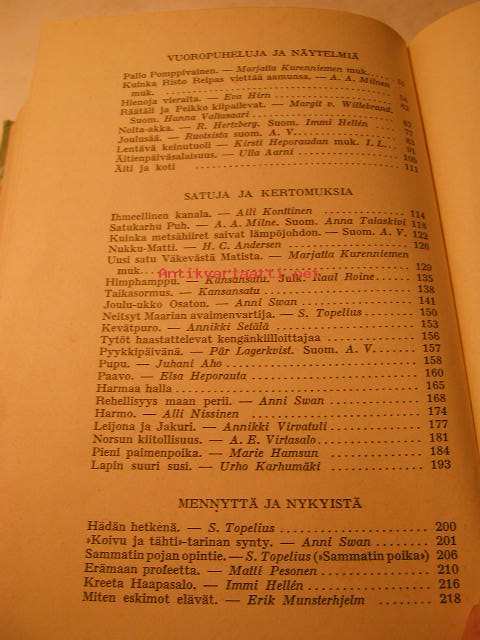 VUOROPUHELUJA JA NÄYTELMIÄ
Pallo Pomppivainen. — Marjatta Kurenniemen muk.....
Kuinka Risto Reipas viettää aamunsa. — A. A. Milnen
muk. ........ 54
Hienoja vieraita. — Eva Hirn ........
Räätäli ja Peikko kilpailevat. — Margit v. Willebrand.
Suom. Hanna Valtasaari ........
Noita-akka. — R. Hertzberg. Suom. Immi Hellén ....
Joulusää. — Ruotsista suom. A. V. ........ 77
Lentävä keinutuoli — Kirsti Heporaudan muk. I. L... 83
Äitienpäiväsalaisuus. — Ulla Aarni ........ 91
Äiti ja koti ........ 111
SATUJA JA KERTOMUKSIA
Ihmeellinen kanala. — Aili Konttinen ........ 114
Satukarhu Puh. — A. A. Milne. Suom. Anna Talaskivi 118
Kuinka metsähiiret saivat lämpöjohdon. — Suom. A. V. 122
Nukku-Matti. — H. C. Andersen ........ 126
Uusi satu Väkevästä Matista. — Marjatta Kurenniemen
muk. ........ 129
Himphamppu. — Kansansatu. Julk. Raul Roine. ..... 135
Taikasormus. — Kansansatu ........ 138
Joulu-ukko Osaton. — Anni Swan ........ 141
Neitsyt Maarian avaimenvartija. — S. Topelius ...... 150
Kevätpuro. — Annikki Setälä ........ 153
Tytöt haastattelevat kengänkiilloittajaa ........ 156
Pyykkipäivänä. — Pär Lagerkvist. Suom. A. V. ...... 157
Pupu. — Juhani Aho ........ 158
Paavo. — Elsa Heporauta ........ 160
Harmaa halla ........ 165
Rehellisyys maan perii. — Anni Swan ........ 168
Harmo. — Alli Nissinen ........ 174
Leijona ja Jakuri. — Annikki Virvatuli ........ 177
Norsun kiitollisuus. — A. E. Virtasalo ........ 181
Pieni paimenpoika. — Marie Hamsun ........ 184
Lapin suuri susi. — Urho Karhumäki ........ 193
Antikvariaatti.net
MENNYTTÄ JA NYKYISTÄ
Hädän hetkenä. — S. Topelius ........ 200
»Koivu ja tähti»-tarinan synty. — Anni Swan ...... 201
Sammatin pojan opintie. — S. Topelius (»Sammatin poika») 206
Erämaan profeetta. — Matti Pesonen ........ 210
Kreeta Haapasalo. — Immi Hellén ........ 216
Miten eskimot elävät. — Erik Munsterhjelm ....... 218